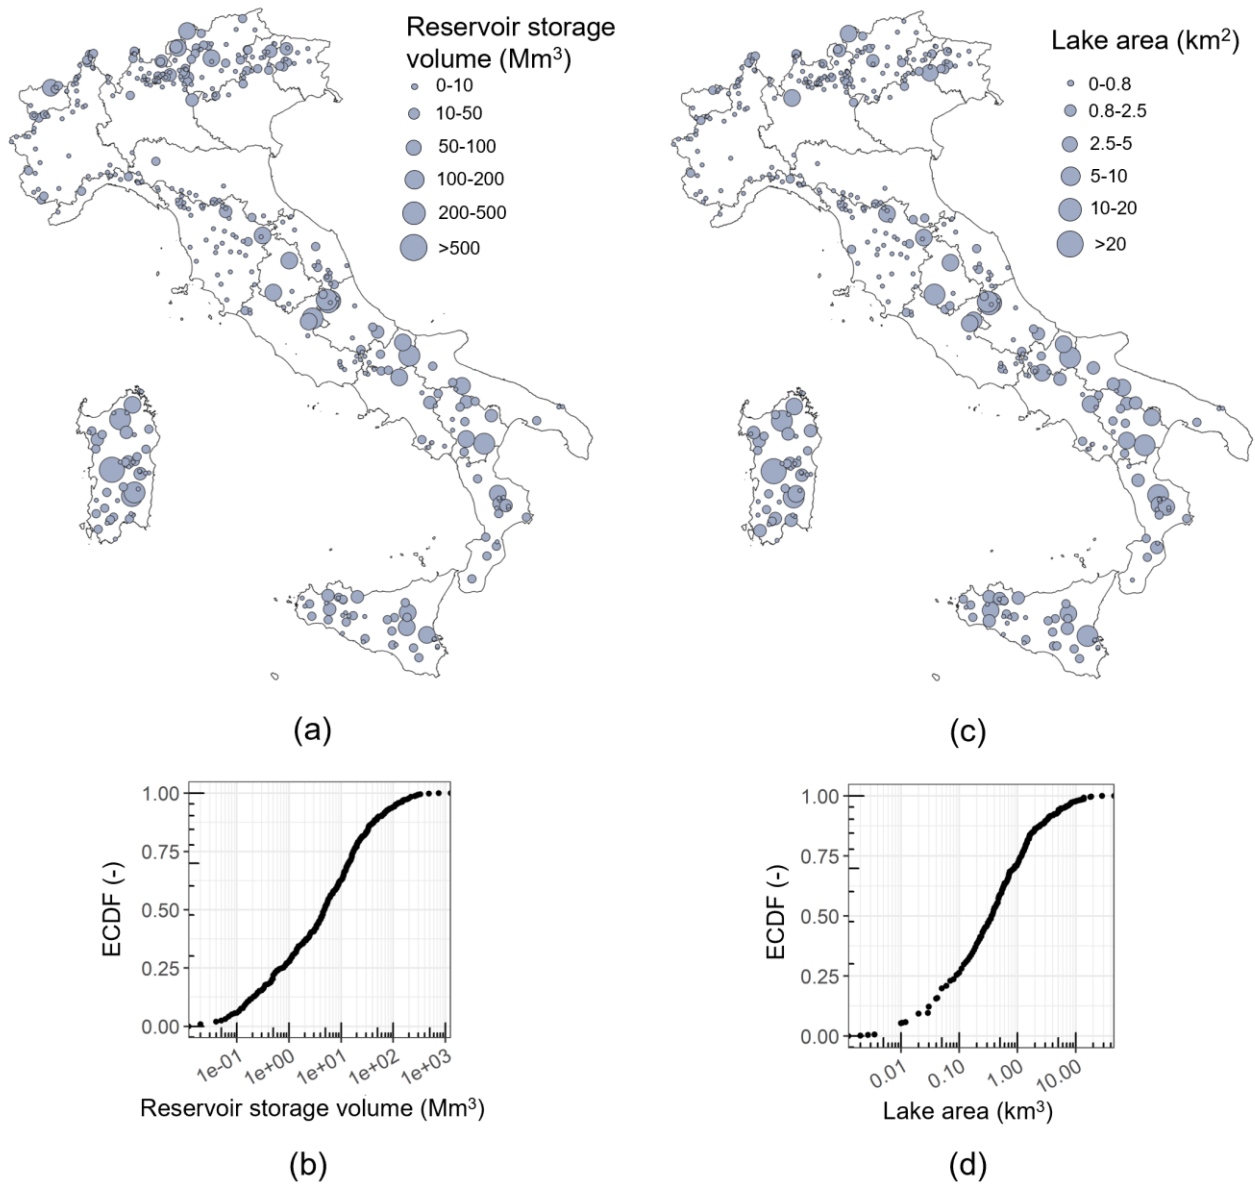 Reservoir storage
volume (Mm³)
0-10
10-50
50-100
100-200
200-500
>500
(a)
Lake area (km²)
0-0.8
0.8-2.5
2.5-5
5-10
10-20
>20
(c)
1.00
0.75
0.50
0.25
0.00
ECDF (-)
1e-01
1e+00
1e+01
1e+02
1e+03
Reservoir storage volume (Mm³)
(b)
1.00
0.75
0.50
0.25
0.00
ECDF (-)
0.01
0.10
1.00
10.00
Lake area (km³)
(d)